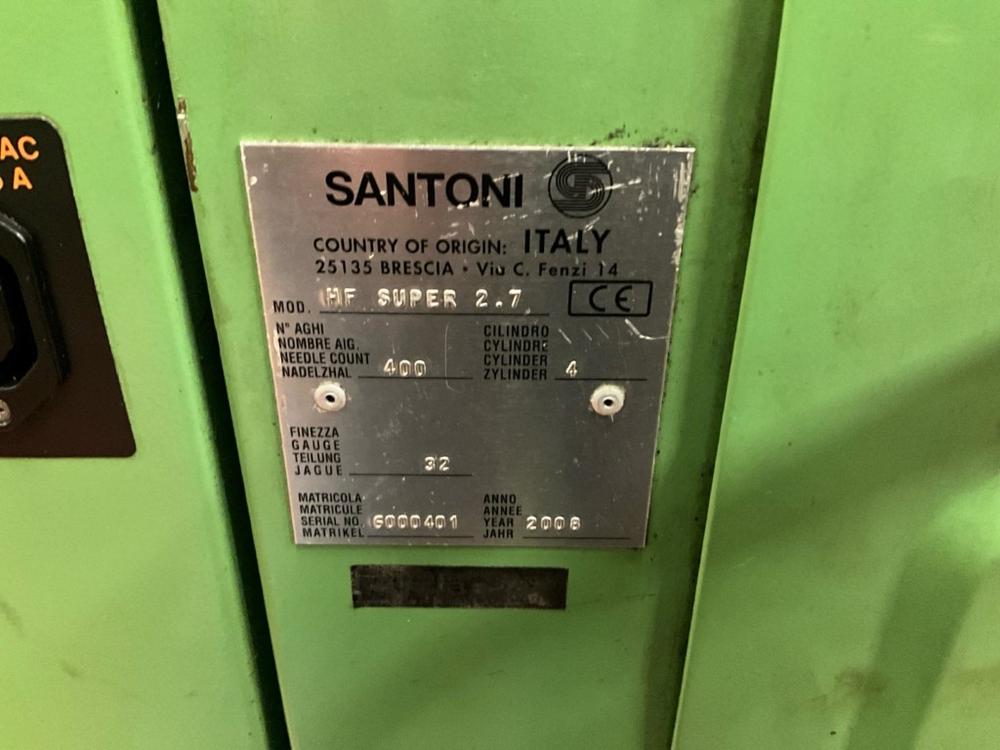 AC
A
SANTONI
COUNTRY OF ORIGIN: ITALY
25135 BRESCIA • Via C. Fenzi 14
MOD. HF SUPER 2.7 CE
N° AGHI
NOMBRE AIG.
NEEDLE COUNT
NADELZHAL 400
CILINDRO
CYLINDRE
CYLINDER
ZYLINDER 4
FINEZZA
GAUGE
TEILUNG
JAGUE 32
MATRICOLA
MATRICULE
SERIAL NO. G000401
MATRIKEL
ANNO
ANNEE
YEAR 2008
JAHR